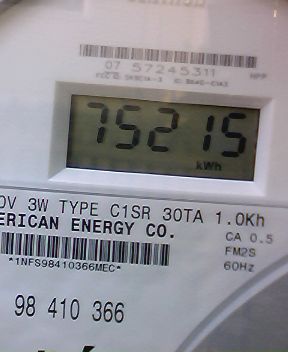 07 57245311
75215
kWh
0V 3W TYPE C1SR 30TA 1.0Kh
ERICAN ENERGY CO.
CA 0.5
FM2S
60Hz
*1NFS98410366MEC*
98 410 366